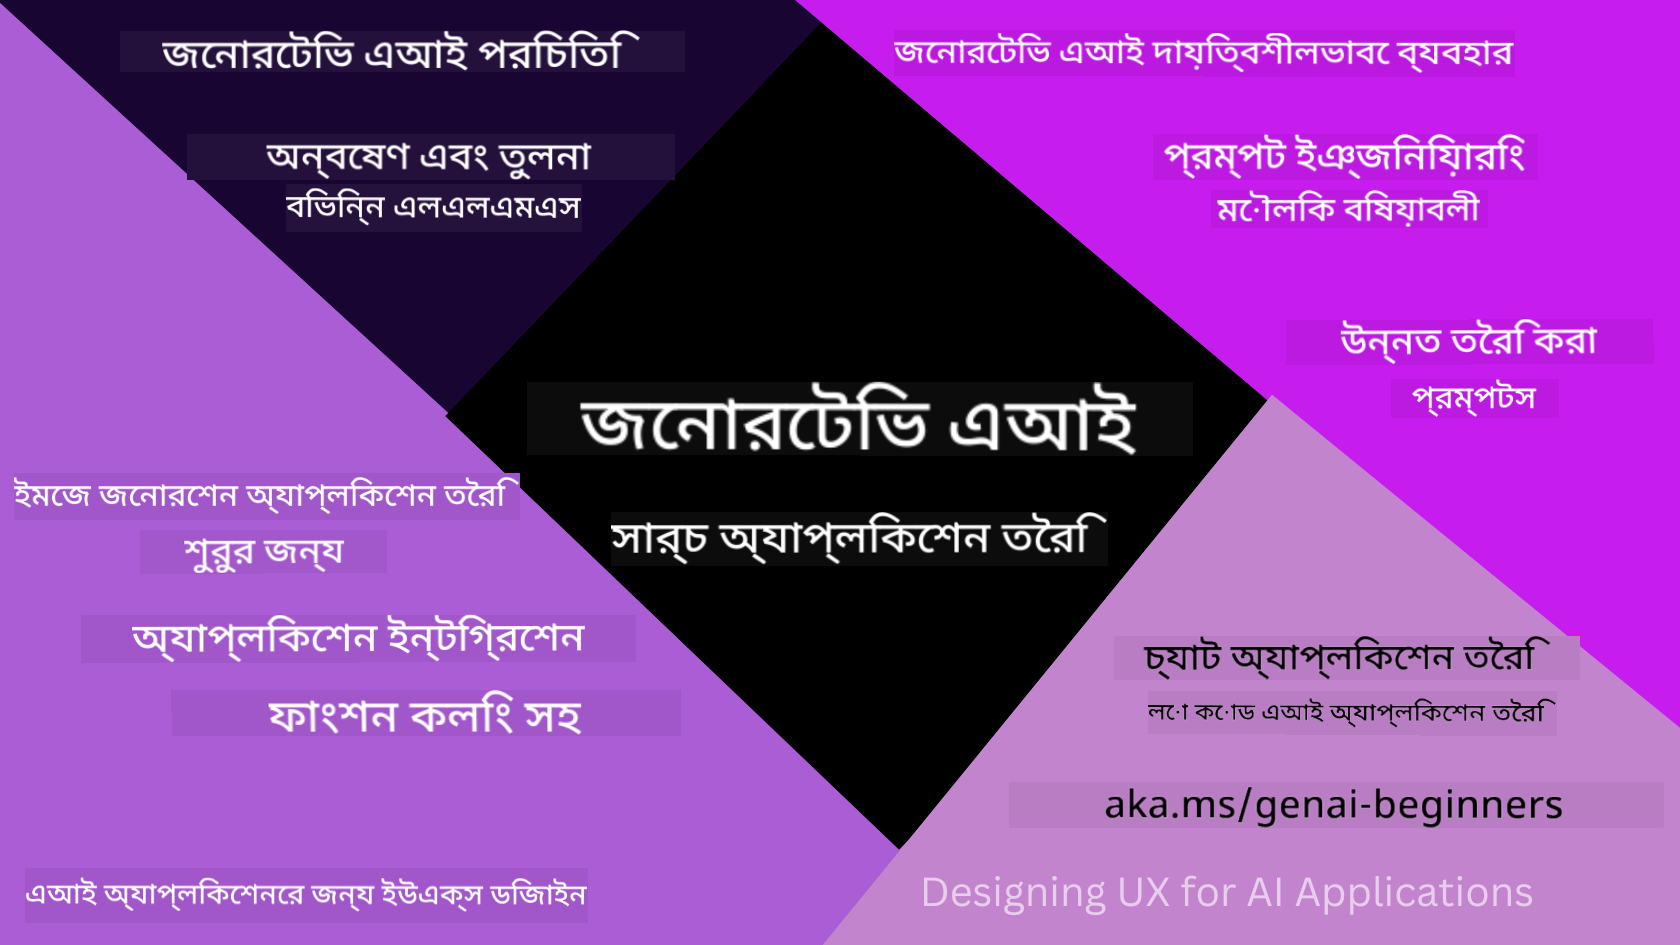 জেনারেটিভ এআই পরিচিতি
জেনারেটিভ এআই দায়িত্বশীলভাবে ব্যবহার
অন্বেষণ এবং তুলনা
বিভিন্ন এলএলএমএস
প্রম্পট ইঞ্জিনিয়ারিং
মৌলিক বিষয়াবলী
উন্নত তৈরি করা
প্রম্পটস
জেনারেটিভ এআই
সার্চ অ্যাপ্লিকেশন তৈরি
ইমেজ জেনারেশন অ্যাপ্লিকেশন তৈরি
শুরুর জন্য
অ্যাপ্লিকেশন ইন্টিগ্রেশন
ফাংশন কলিং সহ
চ্যাট অ্যাপ্লিকেশন তৈরি
লো কোড এআই অ্যাপ্লিকেশন তৈরি
aka.ms/genai-beginners
এআই অ্যাপ্লিকেশনের জন্য ইউএক্স ডিজাইন
Designing UX for AI Applications